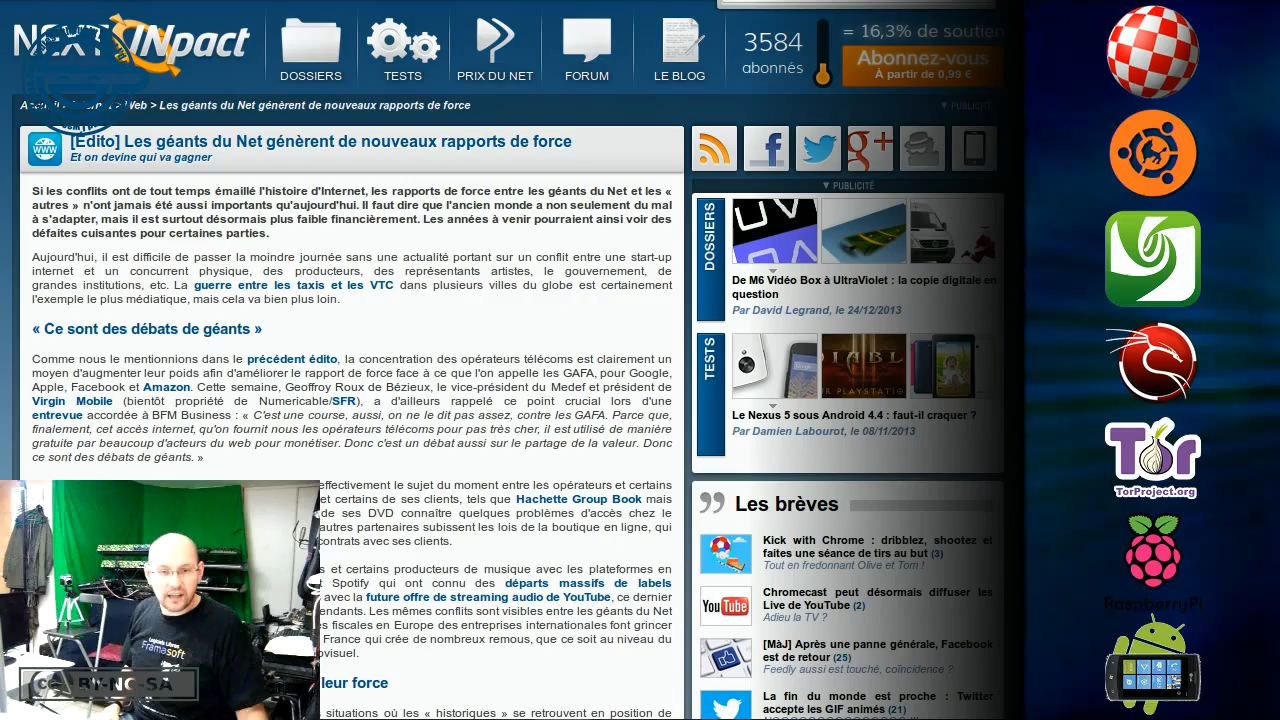 NEXT INpact
DOSSIERS
TESTS
PRIX DU NET
FORUM
LE BLOG
3584
abonnés
= 16,3% de soutien
Abonnez-vous
À partir de 0,99 €
Web > Les géants du Net génèrent de nouveaux rapports de force
▼ PUBLICITÉ
WWW
[Édito] Les géants du Net génèrent de nouveaux rapports de force
Et on devine qui va gagner
Si les conflits ont de tout temps émaillé l'histoire d'Internet, les rapports de force entre les géants du Net et les «
autres » n'ont jamais été aussi importants qu'aujourd'hui. Il faut dire que l'ancien monde a non seulement du mal
à s'adapter, mais il est surtout désormais plus faible financièrement. Les années à venir pourraient ainsi voir des
défaites cuisantes pour certaines parties.
Aujourd'hui, il est difficile de passer la moindre journée sans une actualité portant sur un conflit entre une start-up
internet et un concurrent physique, des producteurs, des représentants artistes, le gouvernement, de
grandes institutions, etc. La guerre entre les taxis et les VTC dans plusieurs villes du globe est certainement
l'exemple le plus médiatique, mais cela va bien plus loin.
« Ce sont des débats de géants »
Comme nous le mentionnions dans le précédent édito, la concentration des opérateurs télécoms est clairement un
moyen d'augmenter leur poids afin d'améliorer le rapport de force face à ce que l'on appelle les GAFA, pour Google,
Apple, Facebook et Amazon. Cette semaine, Geoffroy Roux de Bézieux, le vice-président du Medef et président de
Virgin Mobile (bientôt propriété de Numericable/SFR), a d'ailleurs rappelé ce point crucial lors d'une
entrevue accordée à BFM Business : « C'est une course, aussi, on ne le dit pas assez, contre les GAFA. Parce que,
finalement, cet accès internet, qu'on fournit nous les opérateurs télécoms pour pas très cher, il est utilisé de manière
gratuite par beaucoup d'acteurs du web pour monétiser. Donc c'est un débat aussi sur le partage de la valeur. Donc
ce sont des débats de géants. »
effectivement le sujet du moment entre les opérateurs et certains
et certains de ses clients, tels que Hachette Group Book mais
de ses DVD connaître quelques problèmes d'accès chez le
autres partenaires subissent les lois de la boutique en ligne, qui
contrats avec ses clients.
s et certains producteurs de musique avec les plateformes en
Spotify qui ont connu des départs massifs de labels
avec la future offre de streaming audio de YouTube, ce dernier
endants. Les mêmes conflits sont visibles entre les géants du Net
s fiscales en Europe des entreprises internationales font grincer
France qui crée de nombreux remous, que ce soit au niveau du
ovisuel.
leur force
situations où les « historiques » se retrouvent en position de
▼ PUBLICITÉ
DOSSIERS
De M6 Vidéo Box à UltraViolet : la copie digitale en
question
Par David Legrand, le 24/12/2013
TESTS
DIABL
Le Nexus 5 sous Android 4.4 : faut-il craquer ?
Par Damien Labourot, le 08/11/2013
Les brèves
Kick with Chrome : dribblez, shootez et
faites une séance de tirs au but (3)
Tout en fredonnant Olive et Tom !
You Tube
Chromecast peut désormais diffuser les
Live de YouTube (2)
Adieu la TV ?
[MàJ] Après une panne générale, Facebook
est de retour (25)
Feedly aussi est touché, coïncidence ?
La fin du monde est proche : Twitter
accepte les GIF animés (21)
Framasoft
BY-NC-SA
Tor
TorProject.org
RaspberryPi